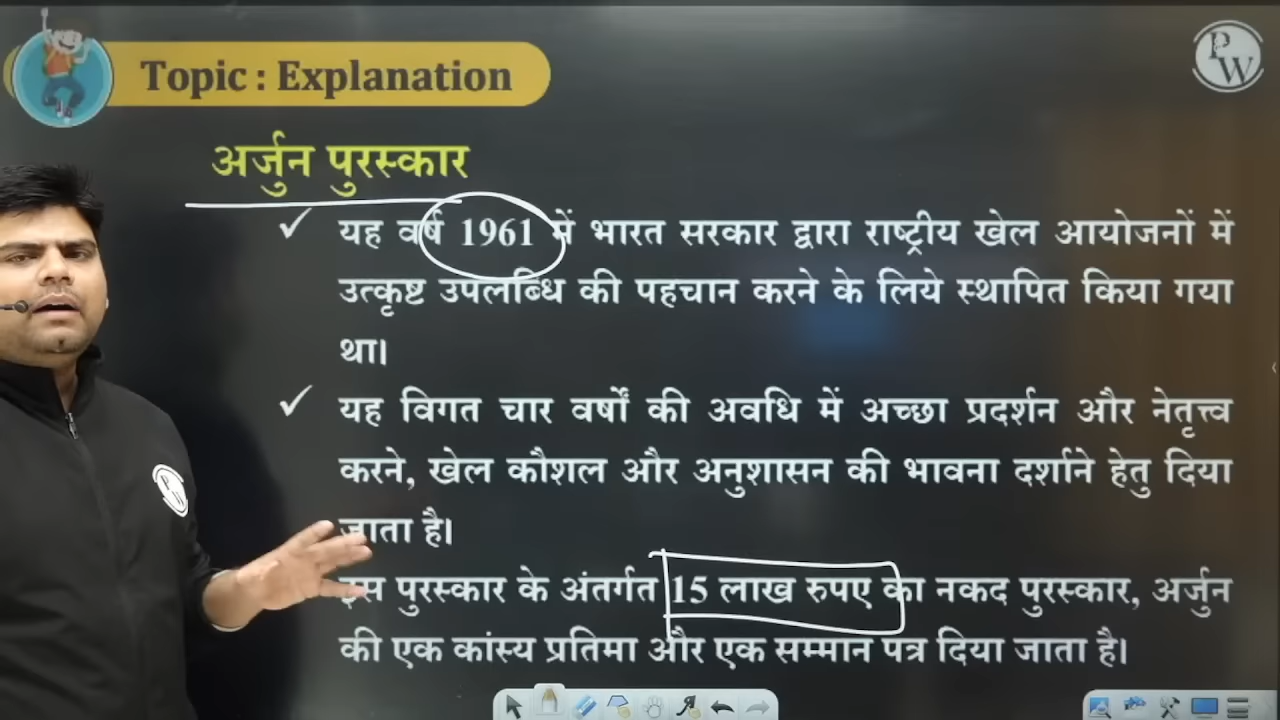 Topic : Explanation
PW
अर्जुन पुरस्कार
यह वर्ष 1961 में भारत सरकार द्वारा राष्ट्रीय खेल आयोजनों में
उत्कृष्ट उपलब्धि की पहचान करने के लिये स्थापित किया गया
था।
यह विगत चार वर्षों की अवधि में अच्छा प्रदर्शन और नेतृत्त्व
करने, खेल कौशल और अनुशासन की भावना दर्शाने हेतु दिया
जाता है।
PW
इस पुरस्कार के अंतर्गत 15 लाख रुपए का नकद पुरस्कार, अर्जुन
की एक कांस्य प्रतिमा और एक सम्मान पत्र दिया जाता है।